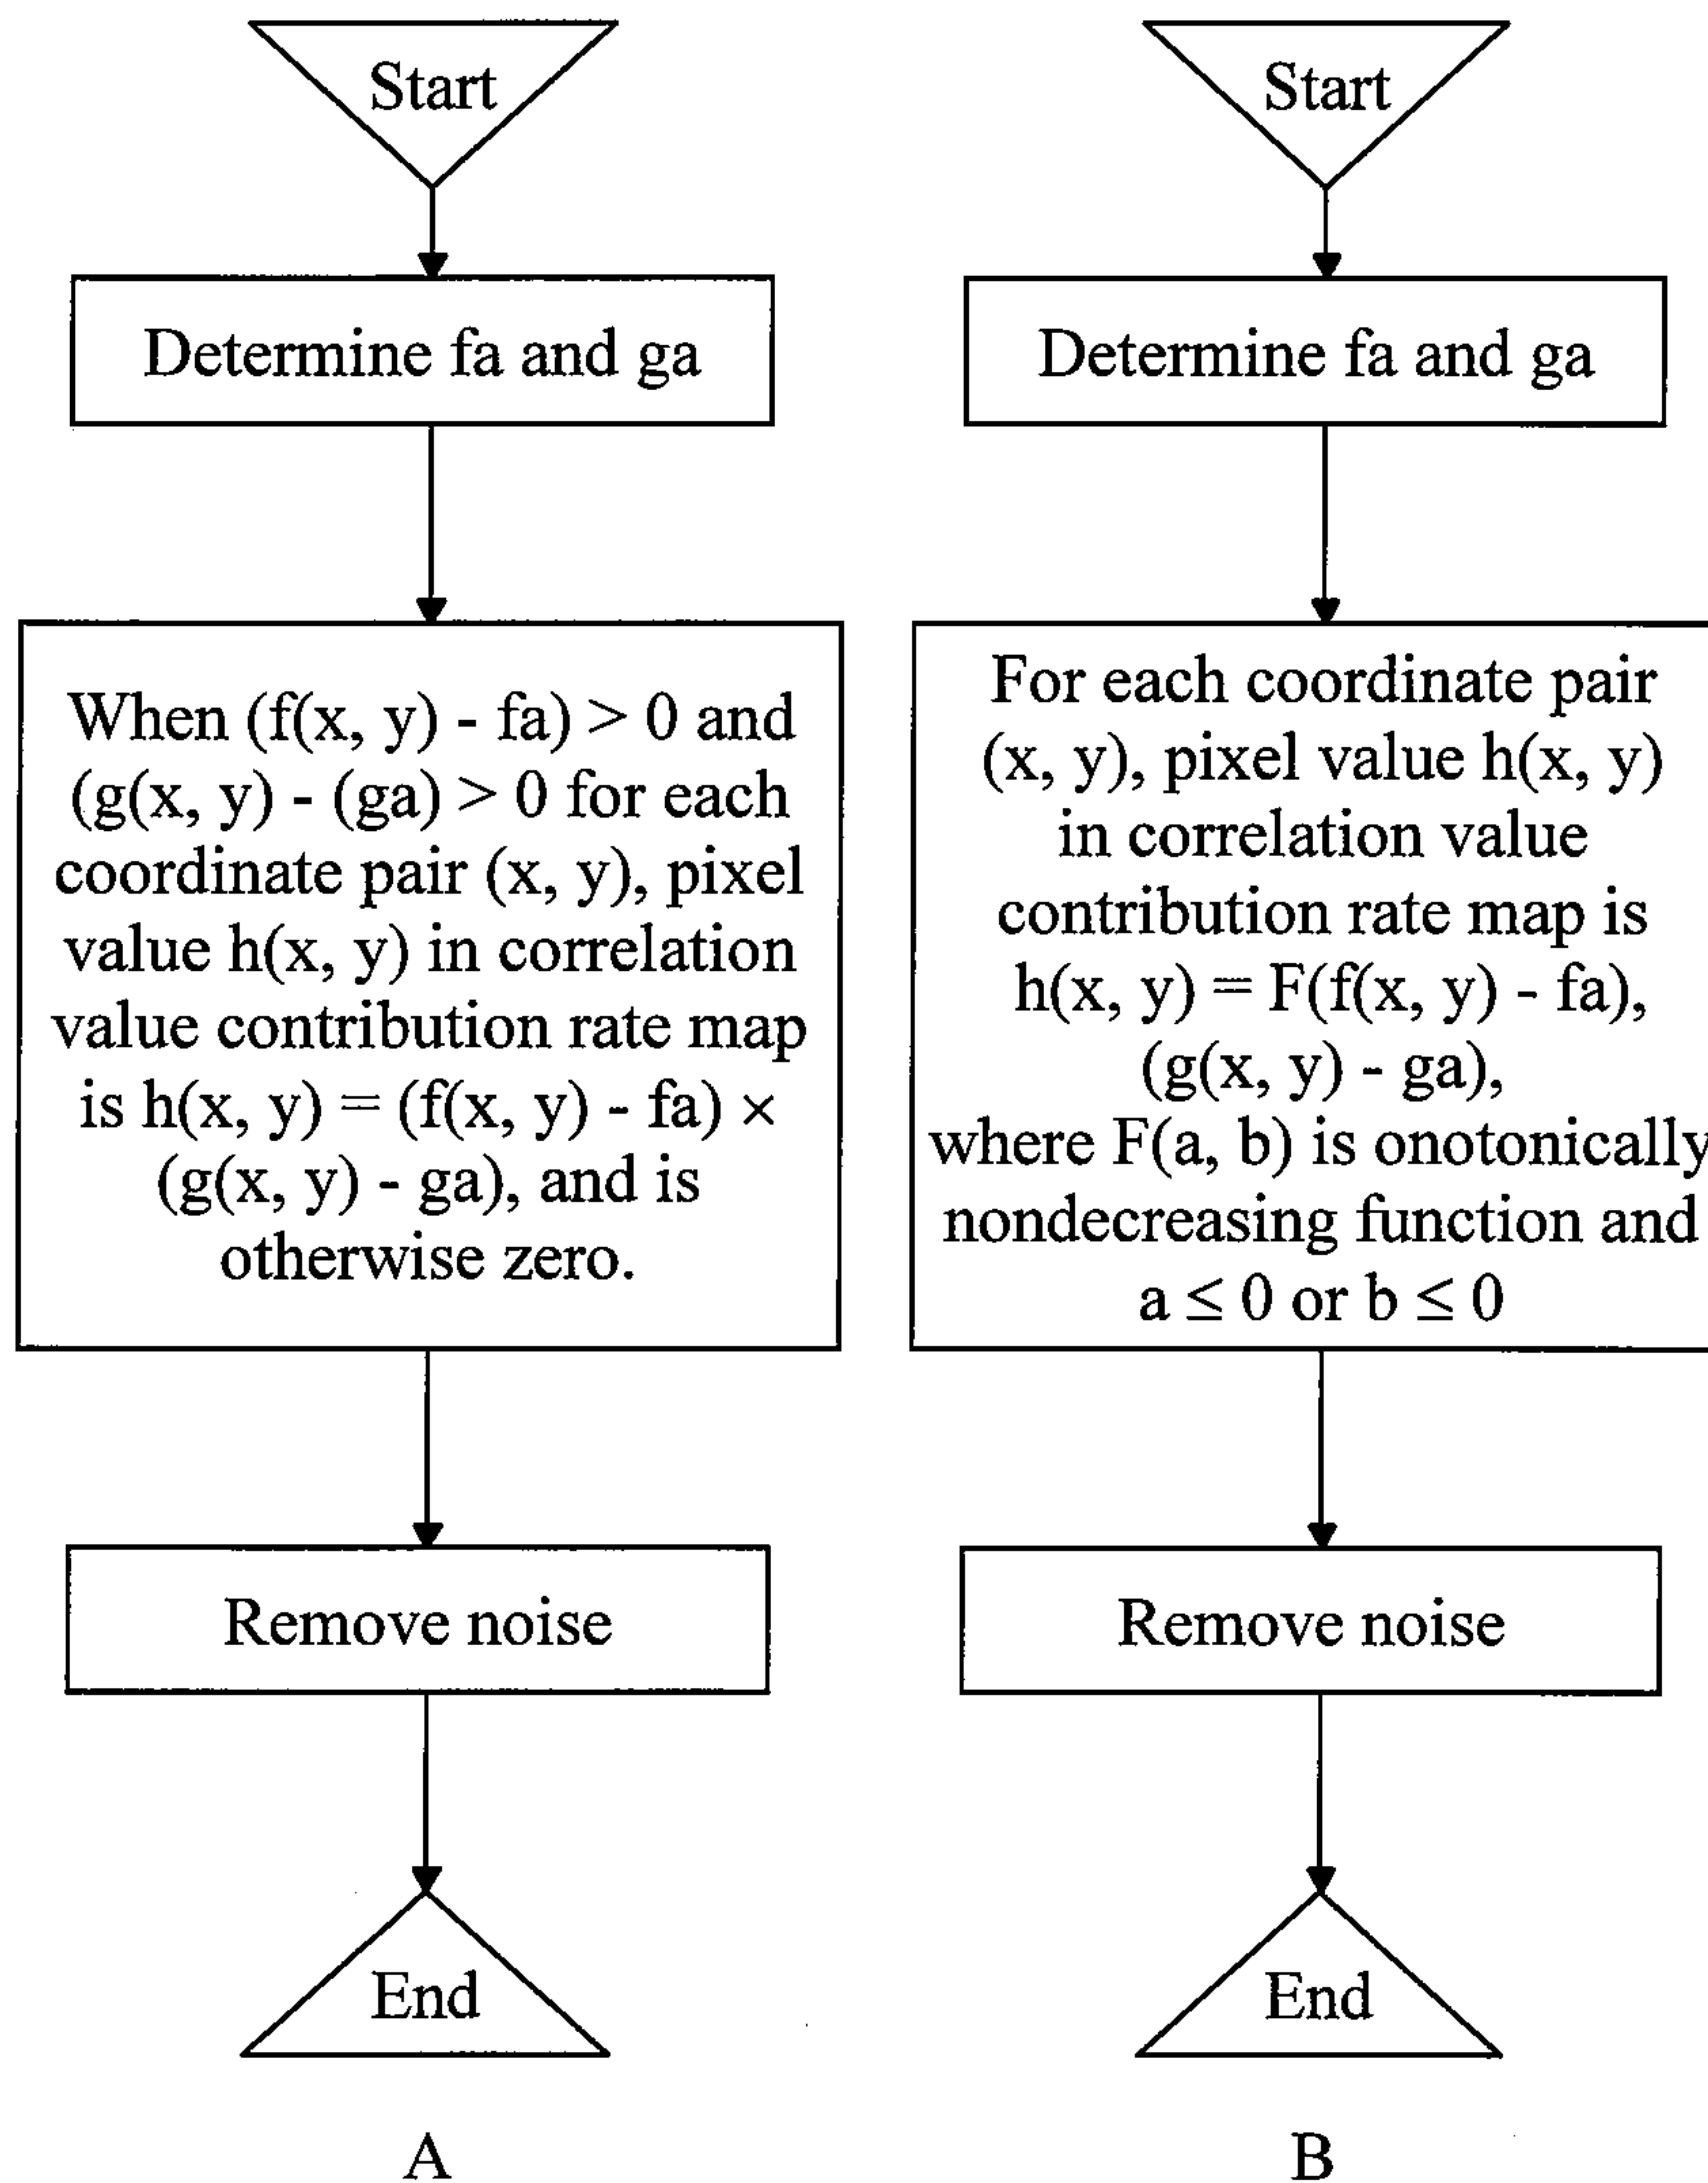 Start
Determine fa and ga
When (f(x, y) - fa) > 0 and
(g(x, y) - (ga) > 0 for each
coordinate pair (x, y), pixel
value h(x, y) in correlation
value contribution rate map
is h(x, y) = (f(x, y) - fa) ×
(g(x, y) - ga), and is
otherwise zero.
Remove noise
End
A
Start
Determine fa and ga
For each coordinate pair
(x, y), pixel value h(x, y)
in correlation value
contribution rate map is
h(x, y) = F(f(x, y) - fa),
(g(x, y) - ga),
where F(a, b) is onotonically
nondecreasing function and
a ≤ 0 or b ≤ 0
Remove noise
End
B